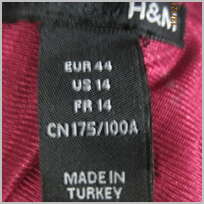 H&M
EUR 44
US 14
FR 14
CN175/100A
MADE IN
TURKEY